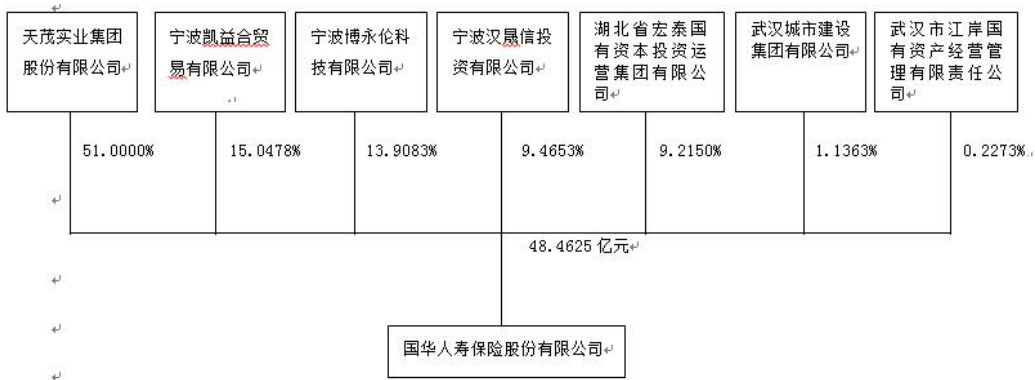 天茂实业集团
股份有限公司
宁波凯益合贸
易有限公司
宁波博永伦科
技有限公司
宁波汉晟信投
资有限公司
湖北省宏泰国
有资本投资运
营集团有限公
司
武汉城市建设
集团有限公司
武汉市江岸国
有资产经营管
理有限责任公
司
51.0000%
15.0478%
13.9083%
9.4653%
9.2150%
1.1363%
0.2273%
48.4625 亿元
国华人寿保险股份有限公司